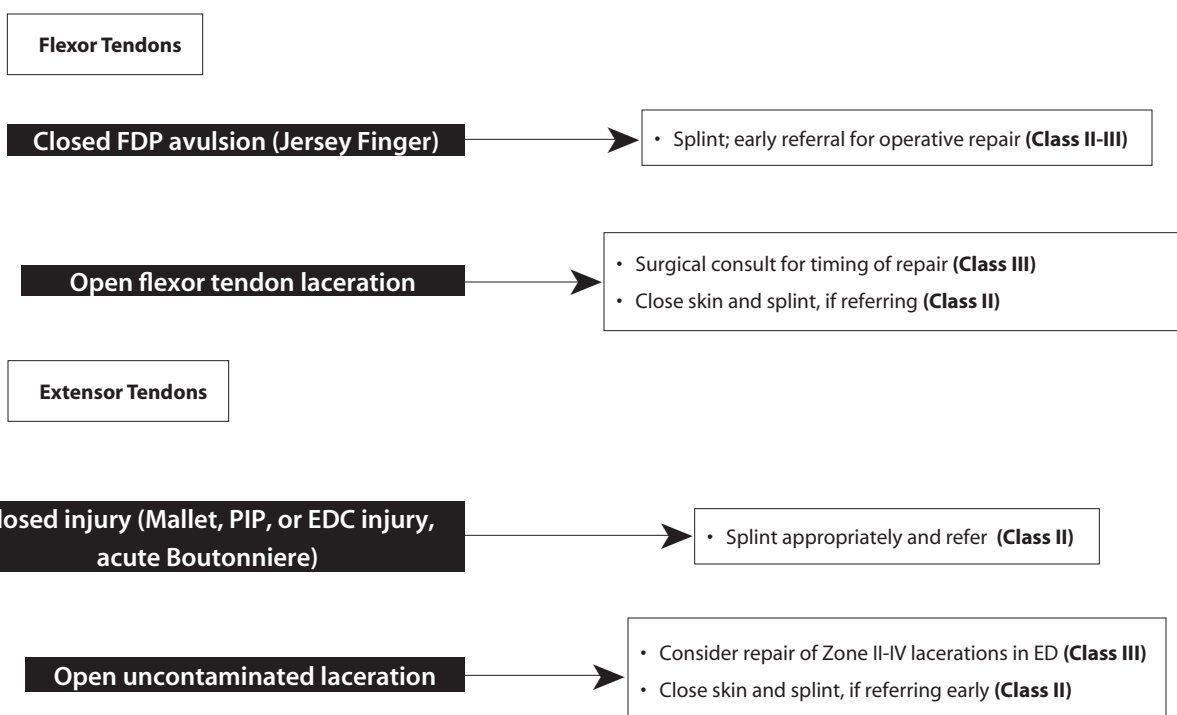 Flexor Tendons
Closed FDP avulsion (Jersey Finger)
• Splint; early referral for operative repair (Class II-III)
Open flexor tendon laceration
• Surgical consult for timing of repair (Class III)
• Close skin and splint, if referring (Class II)
Extensor Tendons
losed injury (Mallet, PIP, or EDC injury,
acute Boutonniere)
• Splint appropriately and refer (Class II)
Open uncontaminated laceration
• Consider repair of Zone II-IV lacerations in ED (Class III)
• Close skin and splint, if referring early (Class II)